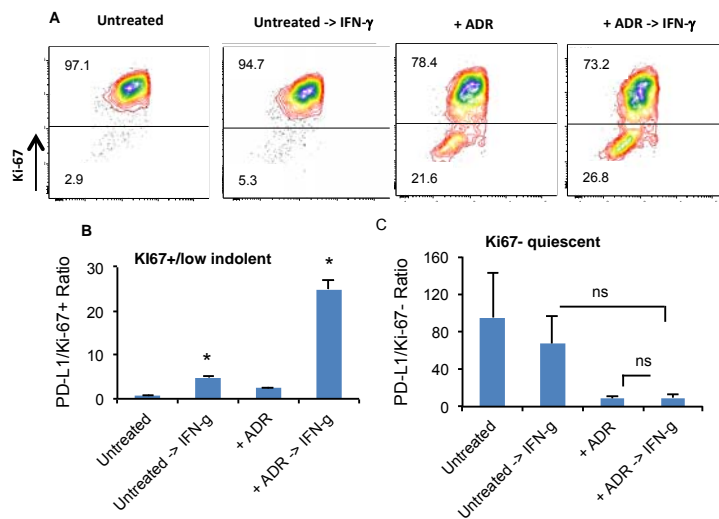 A
Untreated
Untreated -> IFN-γ
+ ADR
+ ADR -> IFN-γ
97.1
94.7
78.4
73.2
Ki-67
2.9
5.3
21.6
26.8
B
KI67+/low indolent
PD-L1/Ki-67+ Ratio
30
20
10
0
*
*
Untreated
Untreated -> IFN-g
+ ADR
+ ADR -> IFN-g
C
Ki67- quiescent
PD-L1/Ki-67- Ratio
160
120
80
40
0
ns
ns
Untreated
Untreated -> IFN-g
+ ADR
+ ADR -> IFN-g